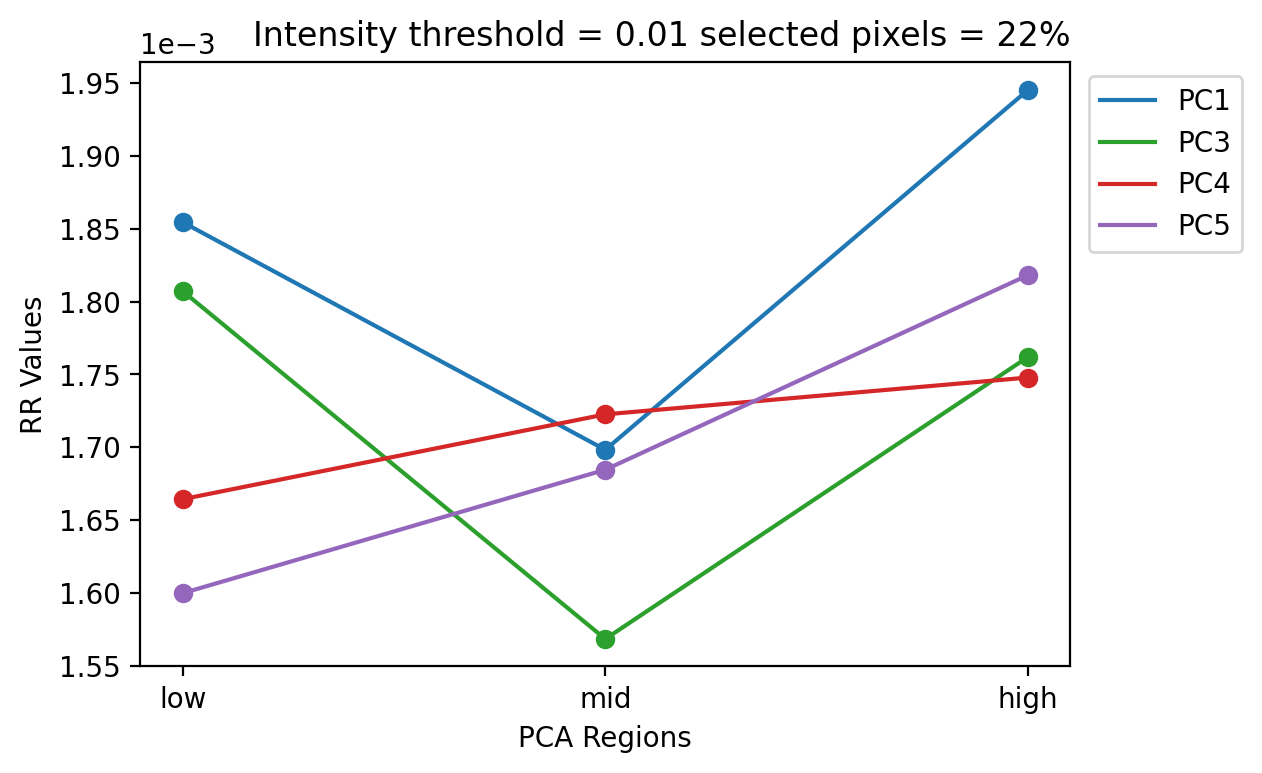 Intensity threshold = 0.01 selected pixels = 22%
1e−3
1.95
1.90
1.85
1.80
1.75
1.70
1.65
1.60
1.55
RR Values
low
mid
high
PCA Regions
PC1
PC3
PC4
PC5